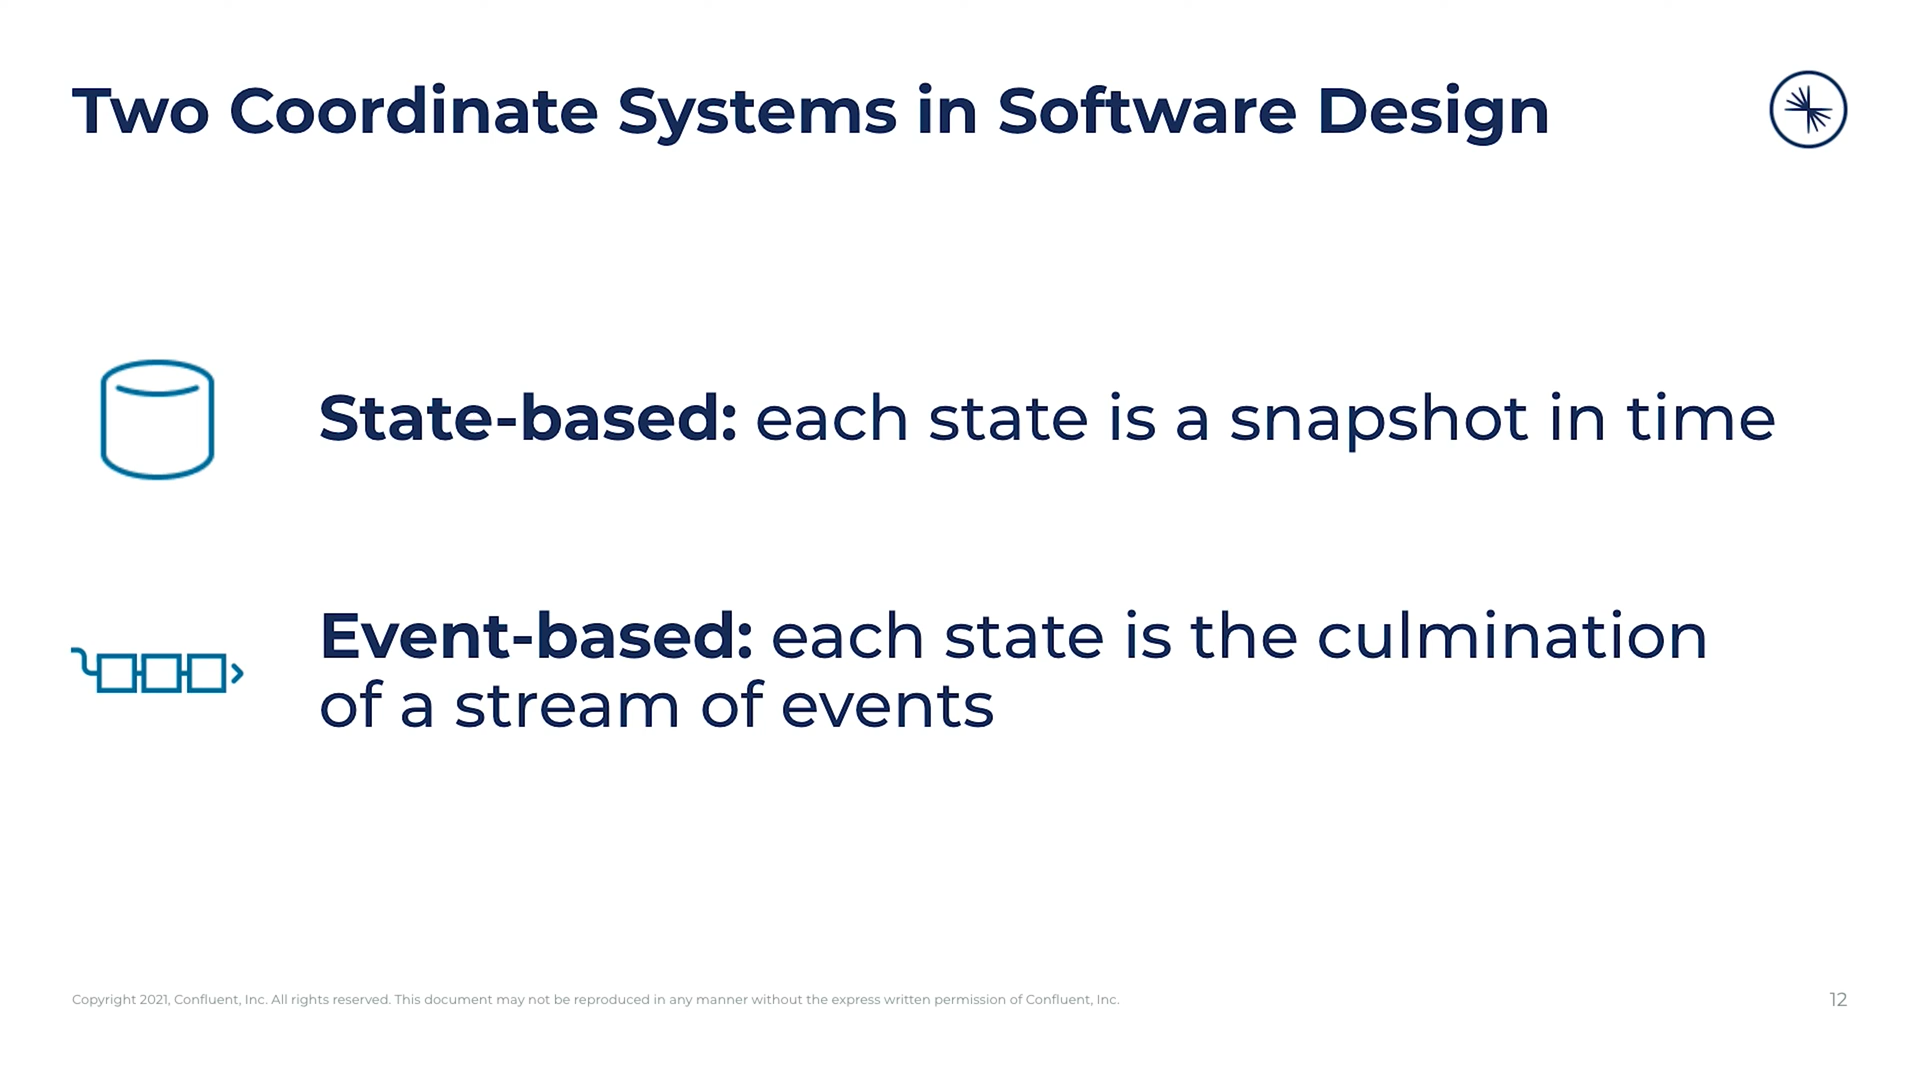 Two Coordinate Systems in Software Design
State-based: each state is a snapshot in time
Event-based: each state is the culmination
of a stream of events
Copyright 2021, Confluent, Inc. All rights reserved. This document may not be reproduced in any manner without the express written permission of Confluent, Inc.
12